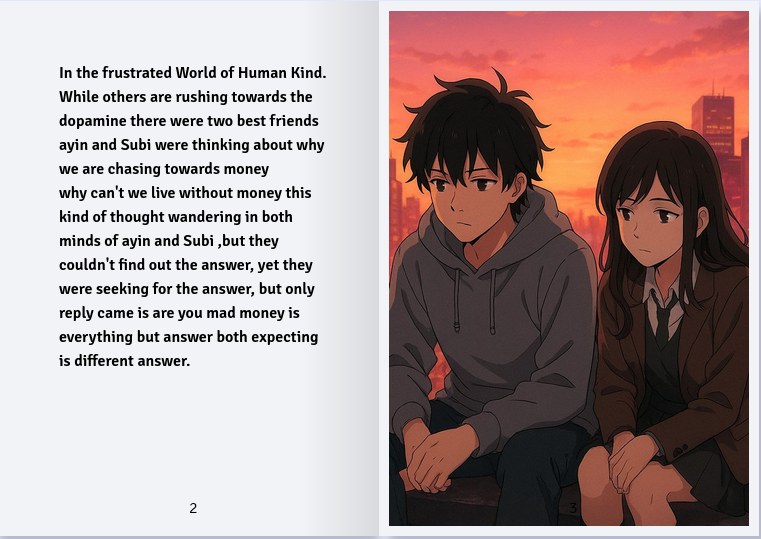 In the frustrated World of Human Kind.
While others are rushing towards the
dopamine there were two best friends
ayin and Subi were thinking about why
we are chasing towards money
why can't we live without money this
kind of thought wandering in both
minds of ayin and Subi ,but they
couldn't find out the answer, yet they
were seeking for the answer, but only
reply came is are you mad money is
everything but answer both expecting
is different answer.
2
3